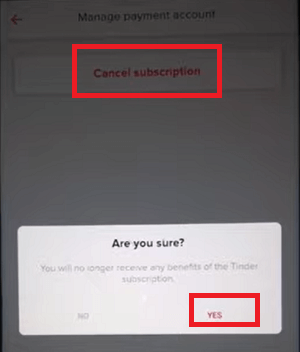 Manage payment account
Cancel subscription
Are you sure?
You will no longer receive any benefits of the Tinder
subscription.
NO
YES